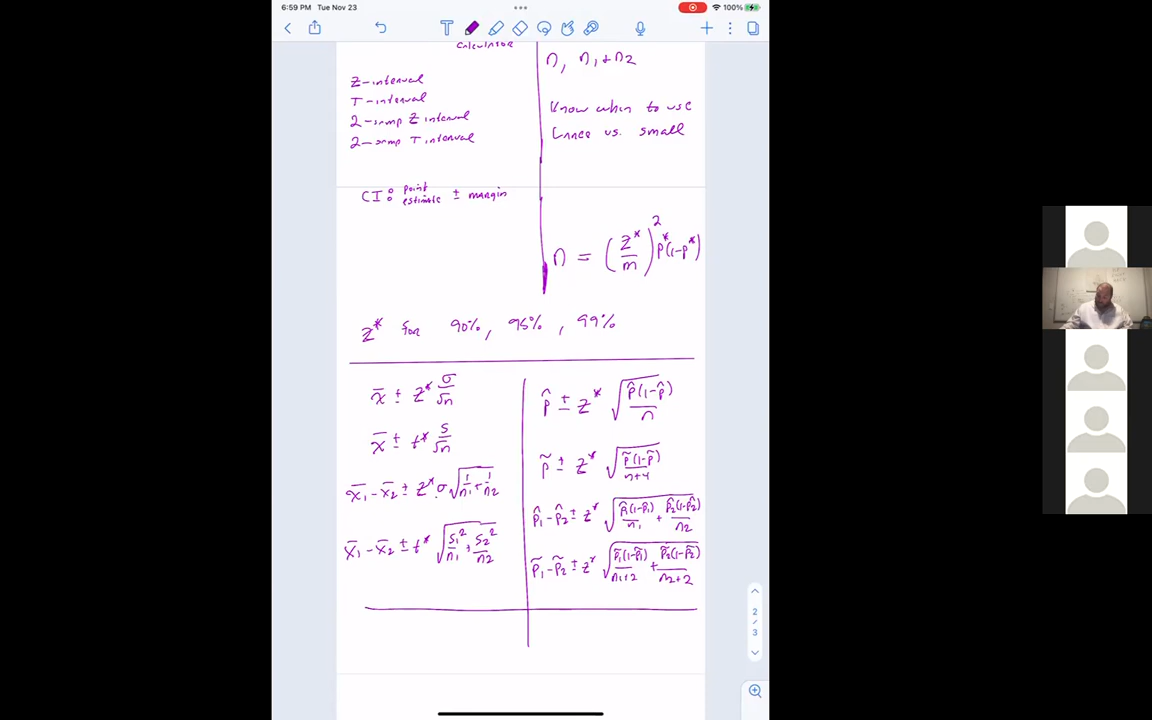 6:59 PM Tue Nov 23
100%
T
Calculator
Z-interval
T-interval
2-samp Z interval
2-samp T interval
CI: point estimate ± margin
n, n₁+n₂
Know when to use
Large vs. small
n = (z*/m)² p*(1-p*)
z* for 90%, 95%, 99%
x̄ ± z* σ/√n
x̄ ± t* s/√n
x̄₁-x̄₂ ± z*σ√(1/n₁+1/n₂)
x̄₁-x̄₂ ± t*√(s₁²/n₁+s₂²/n₂)
p̂ ± z* √(p̂(1-p̂)/n)
p̃ ± z* √(p̃(1-p̃)/n+4)
p̂₁-p̂₂ ± z* √(p̂₁(1-p̂₁)/n₁ + p̂₂(1-p̂₂)/n₂)
p̃₁-p̃₂ ± z* √(p̃₁(1-p̃₁)/n₁+2 + p̃₂(1-p̃₂)/n₂+2)
2
/
3